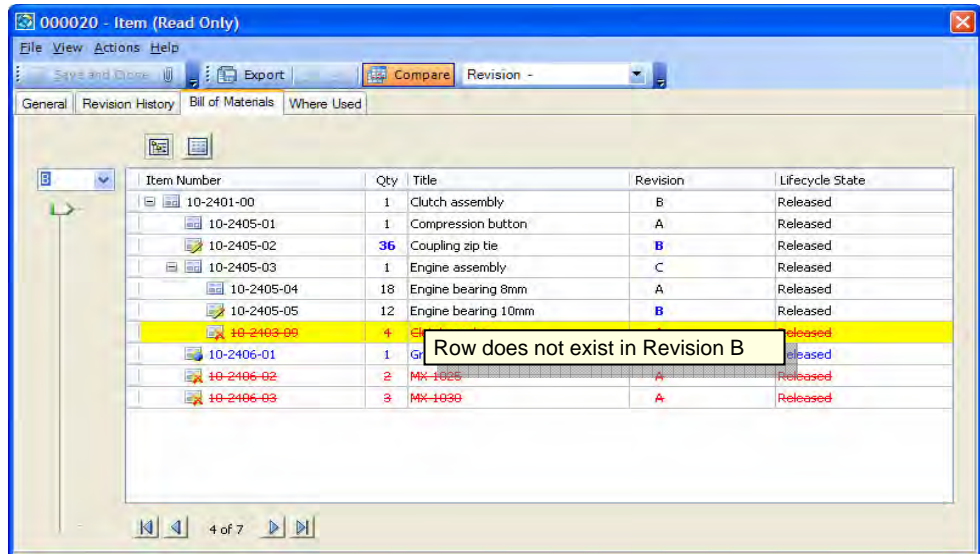 000020 - Item (Read Only)
File View Actions Help
Save and Close Export Compare Revision -
General Revision History Bill of Materials Where Used
B
Item Number Qty Title Revision Lifecycle State
10-2401-00 1 Clutch assembly B Released
10-2405-01 1 Compression button A Released
10-2405-02 36 Coupling zip tie B Released
10-2405-03 1 Engine assembly C Released
10-2405-04 18 Engine bearing 8mm A Released
10-2405-05 12 Engine bearing 10mm B Released
10-2403-09 4 Released
Row does not exist in Revision B
10-2406-01 1 Released
10-2406-02 2 MX-1025 A Released
10-2406-03 3 MX-1030 A Released
4 of 7